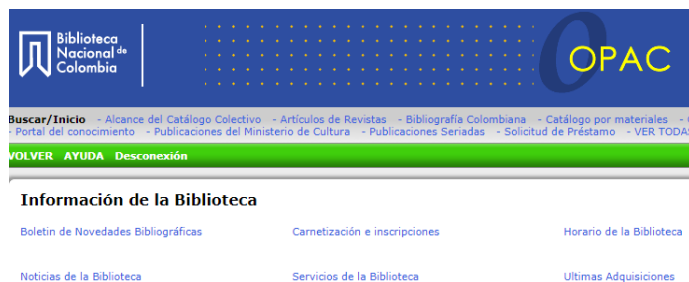 Biblioteca
Nacional de
Colombia
OPAC
Buscar/Inicio - Alcance del Catálogo Colectivo - Artículos de Revistas - Bibliografía Colombiana - Catálogo por materiales -
- Portal del conocimiento - Publicaciones del Ministerio de Cultura - Publicaciones Seriadas - Solicitud de Préstamo - VER TODAS
VOLVER AYUDA Desconexión
Información de la Biblioteca
Boletin de Novedades Bibliográficas Carnetización e inscripciones Horario de la Biblioteca
Noticias de la Biblioteca Servicios de la Biblioteca Ultimas Adquisiciones